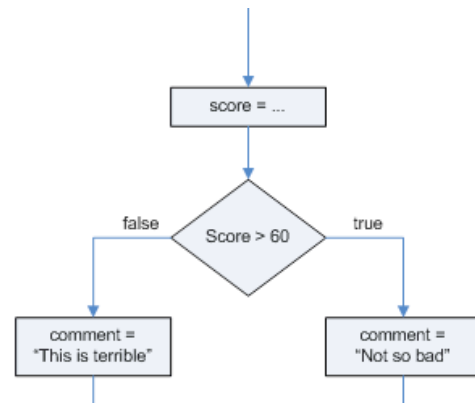 score = ...
Score > 60
false
true
comment =
“This is terrible”
comment =
“Not so bad”